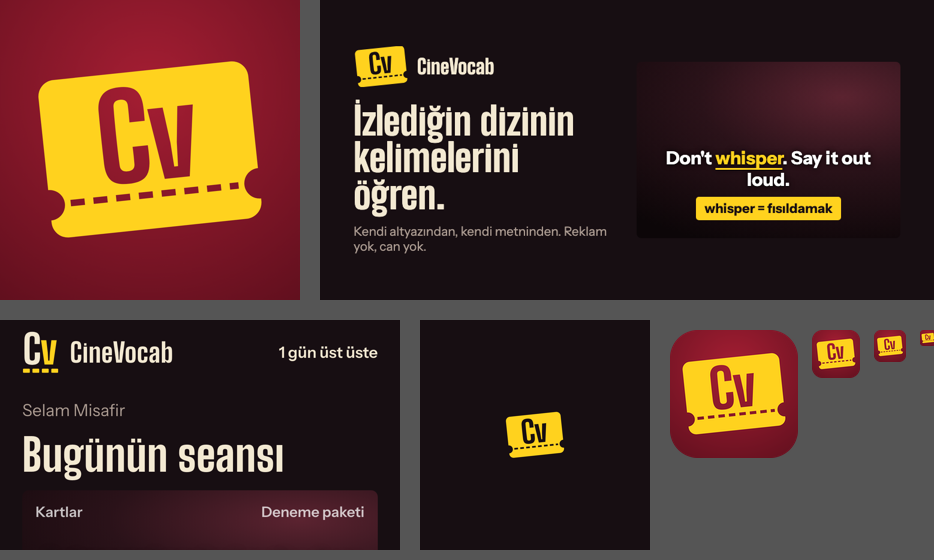 Cv
Cv CineVocab
İzlediğin dizinin
kelimelerini
öğren.
Kendi altyazından, kendi metninden. Reklam
yok, can yok.
Don't whisper. Say it out
loud.
whisper = fısıldamak
Cv CineVocab
1 gün üst üste
Selam Misafir
Bugünün seansı
Kartlar
Deneme paketi
Cv
Cv
Cv
Cv
Cv